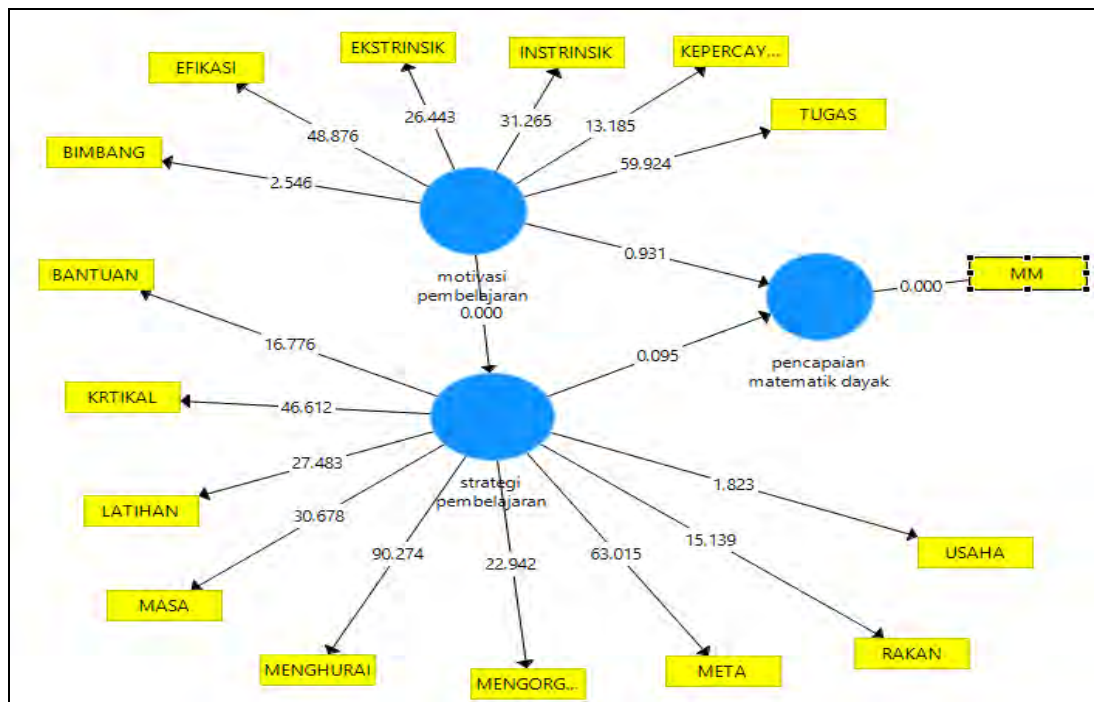 EKSTRINSIK
INSTRINSIK
KEPERCAY...
EFIKASI
TUGAS
BIMBANG
48.876
26.443
31.265
13.185
59.924
2.546
BANTUAN
motivasi
pembelajaran
0.000
0.931
0.000
MM
16.776
0.095
pencapaian
matematik dayak
KRTIKAL
46.612
27.483
strategi
pembelajaran
LATIHAN
30.678
1.823
90.274
22.942
63.015
15.139
USAHA
MASA
MENGHURAI
MENGORG...
META
RAKAN